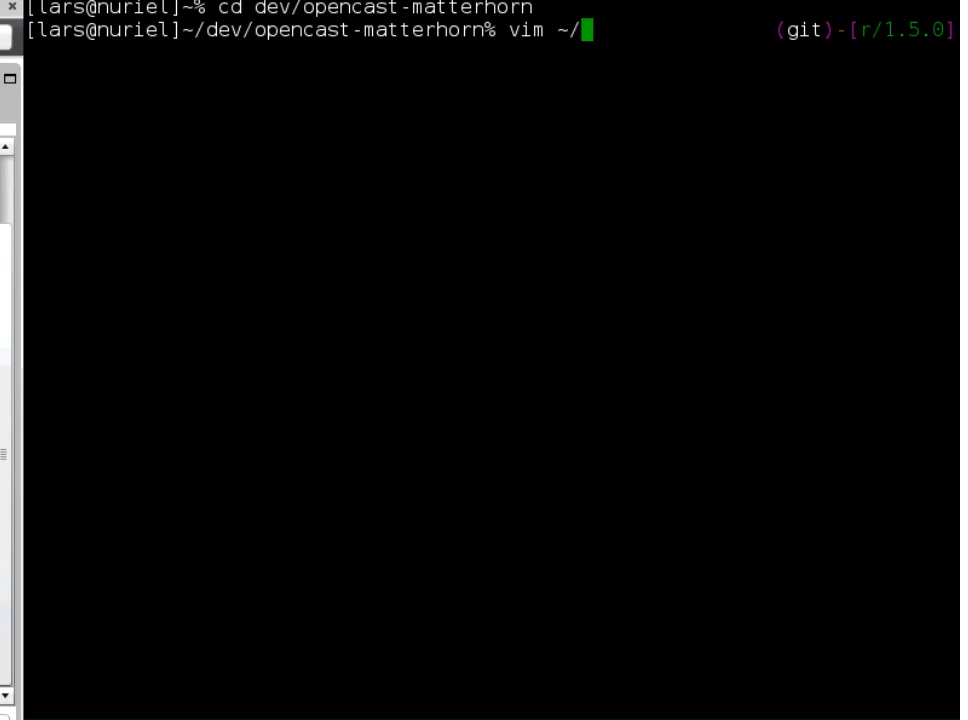 [lars@nuriel]~% cd dev/opencast-matterhorn
[lars@nuriel]~/dev/opencast-matterhorn% vim ~/ (git)-[r/1.5.0]